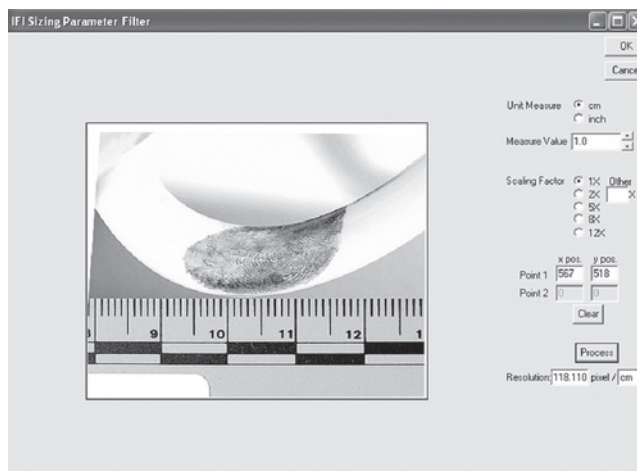 IFI Sizing Parameter Filter
OK
Cance
Unit Measure cm
inch
Measure Value 1.0
Scaling Factor 1X Other
2X X
5X
8X
12X
x pos. y pos.
Point 1 567 518
Point 2 0 0
Clear
Process
Resolution: 118.110 pixel / cm
8 9 10 11 12 1